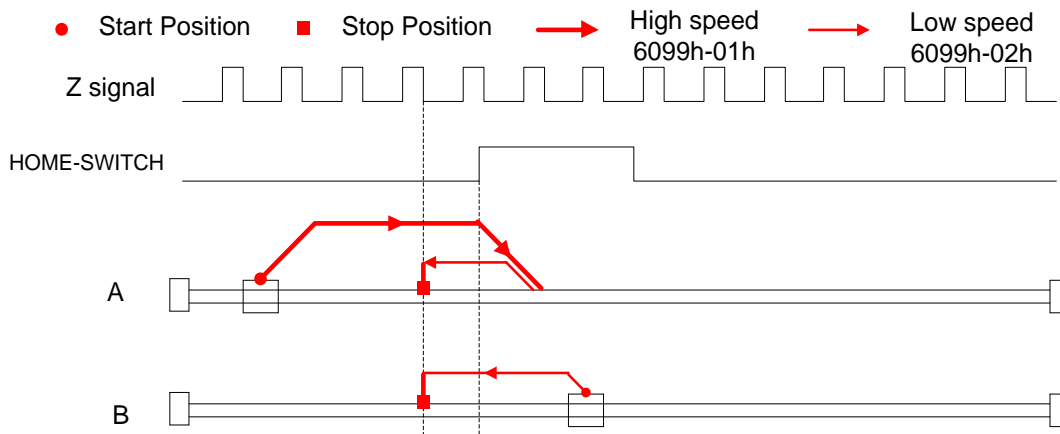 Start Position
Stop Position
High speed
6099h-01h
Low speed
6099h-02h
Z signal
HOME-SWITCH
A
B